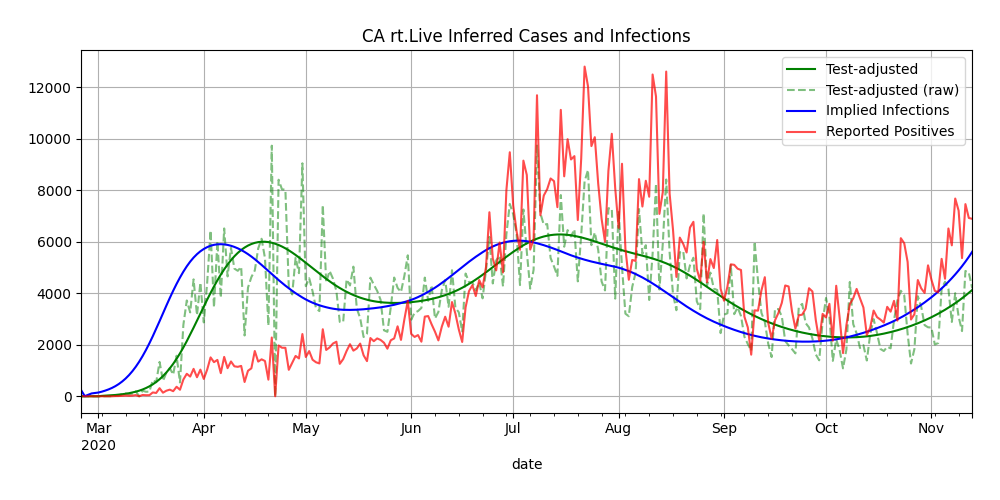 CA rt.Live Inferred Cases and Infections
Test-adjusted
Test-adjusted (raw)
Implied Infections
Reported Positives
12000
10000
8000
6000
4000
2000
0
Mar Apr May Jun Jul Aug Sep Oct Nov
2020
date